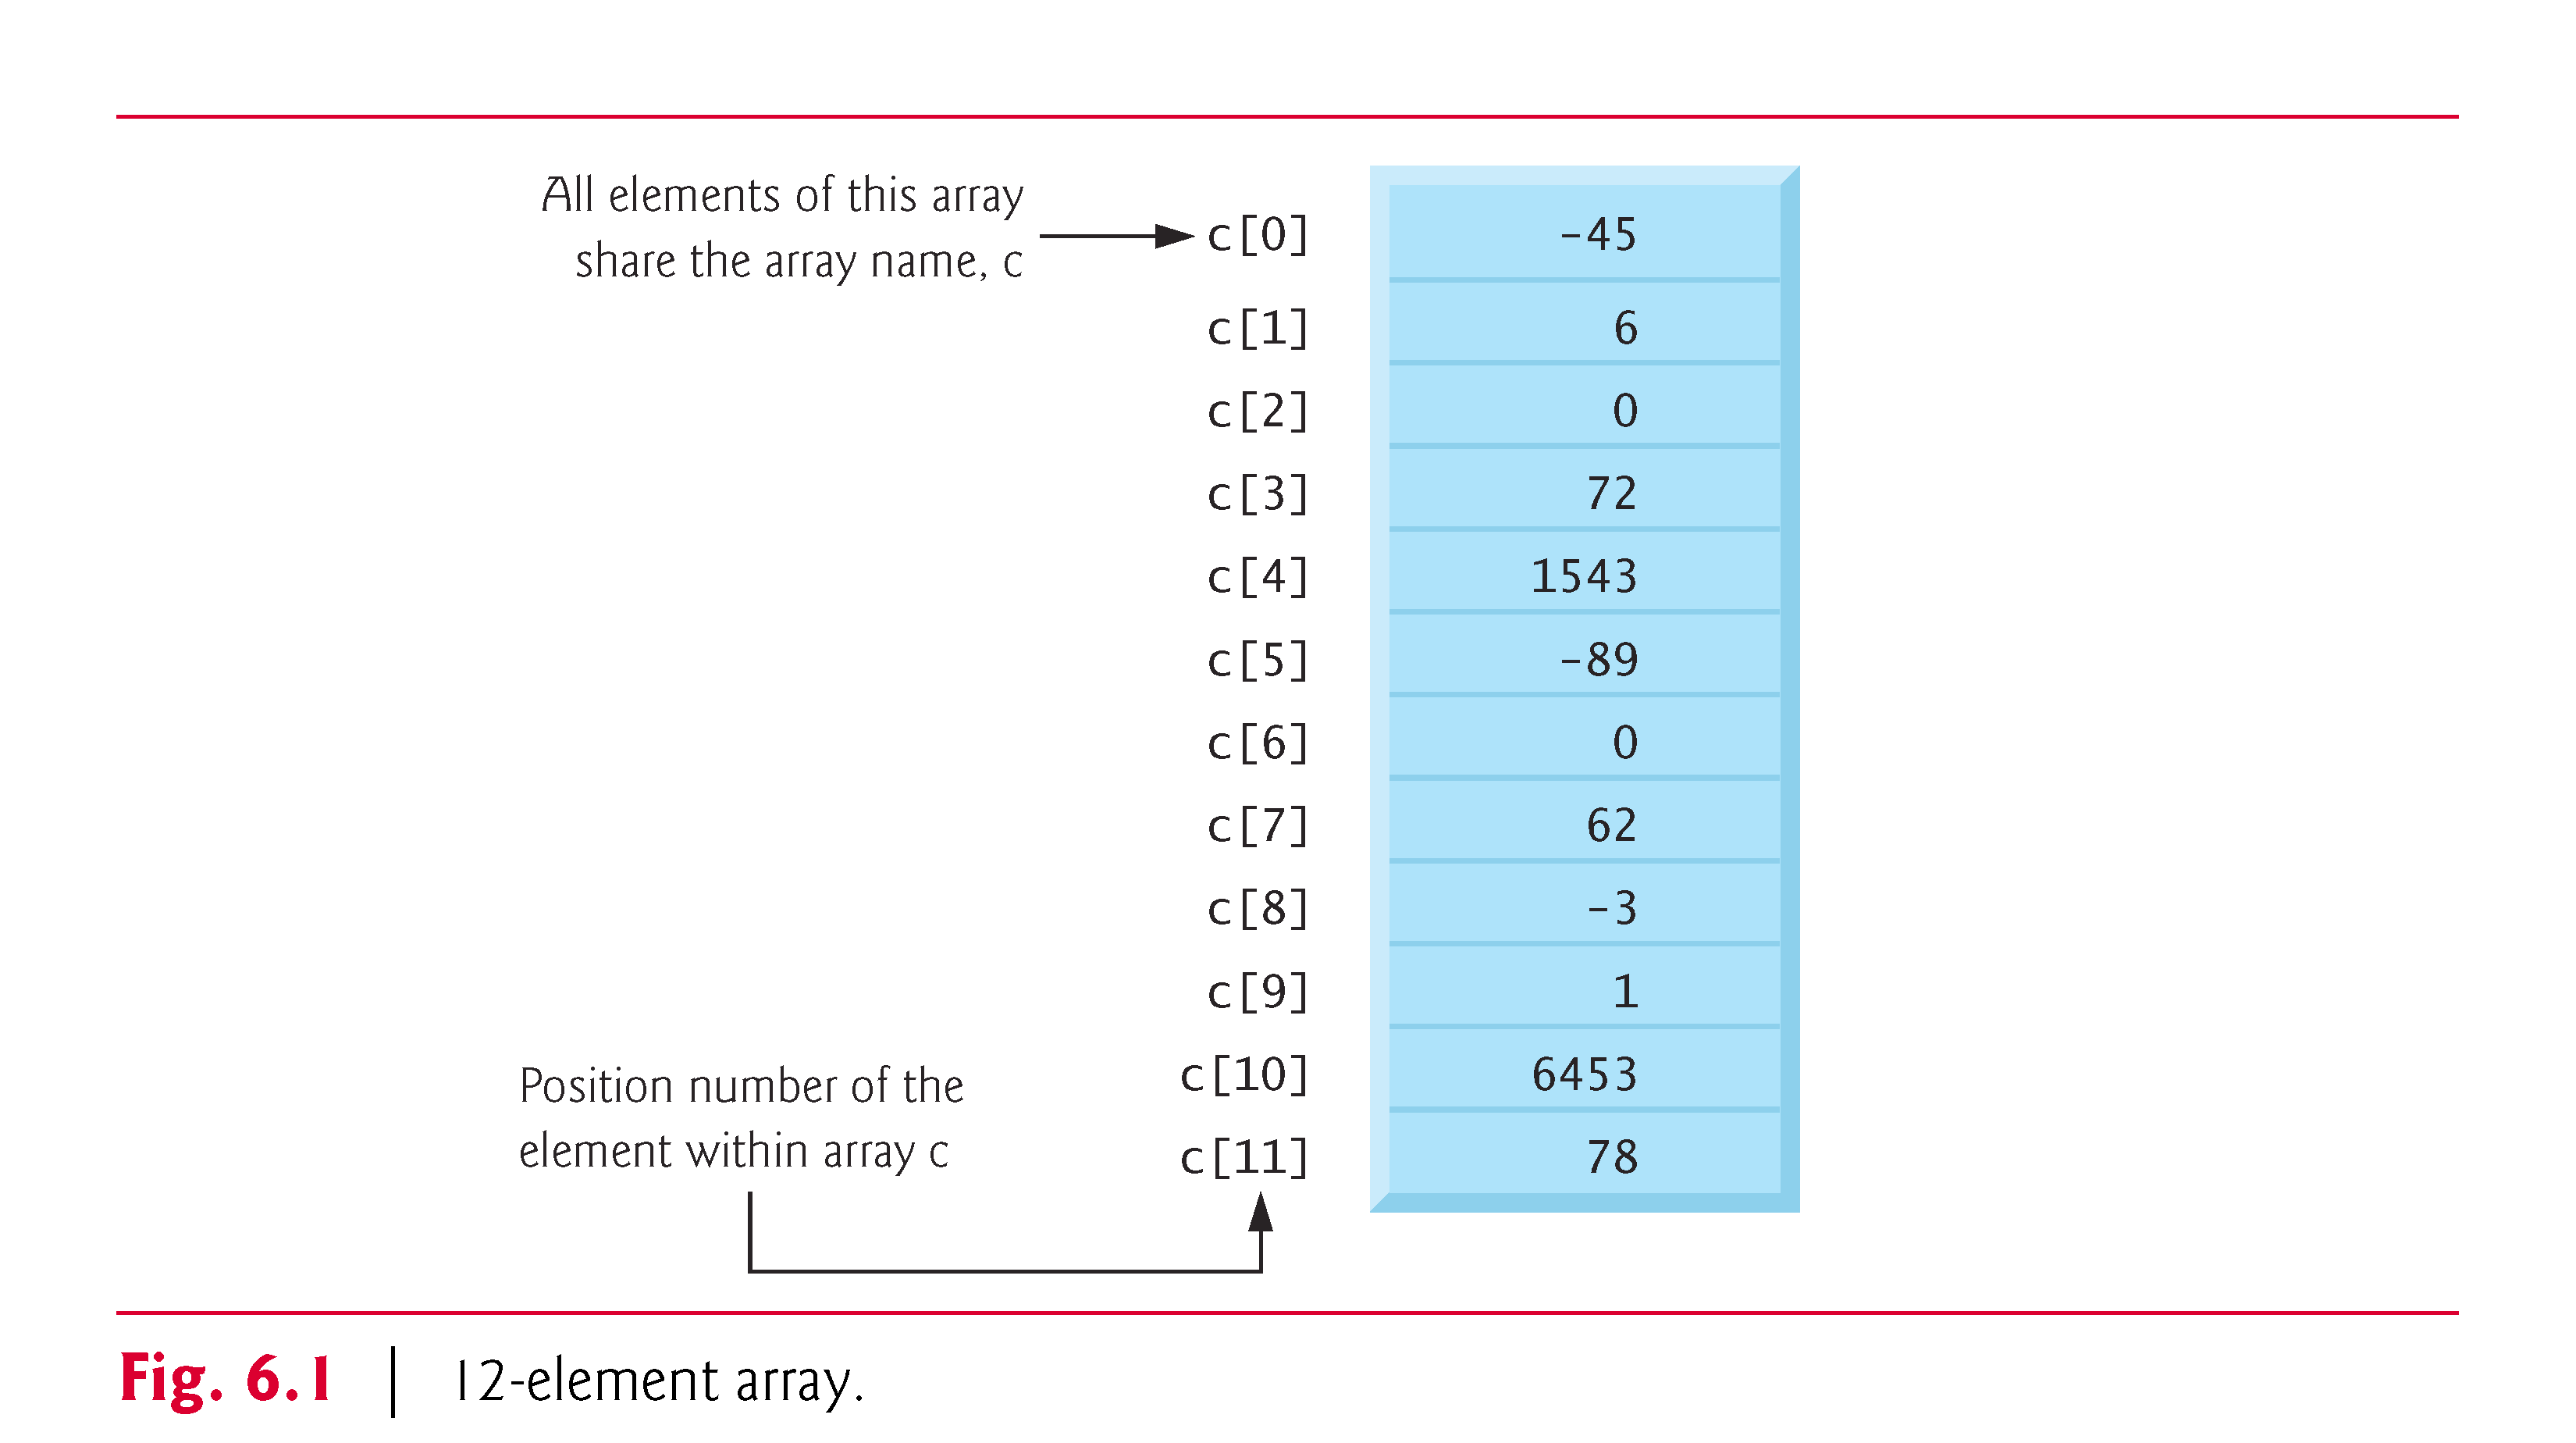 All elements of this array
share the array name, c
c[0] -45
c[1] 6
c[2] 0
c[3] 72
c[4] 1543
c[5] -89
c[6] 0
c[7] 62
c[8] -3
c[9] 1
c[10] 6453
Position number of the
element within array c
c[11] 78
Fig. 6.1 | 12-element array.